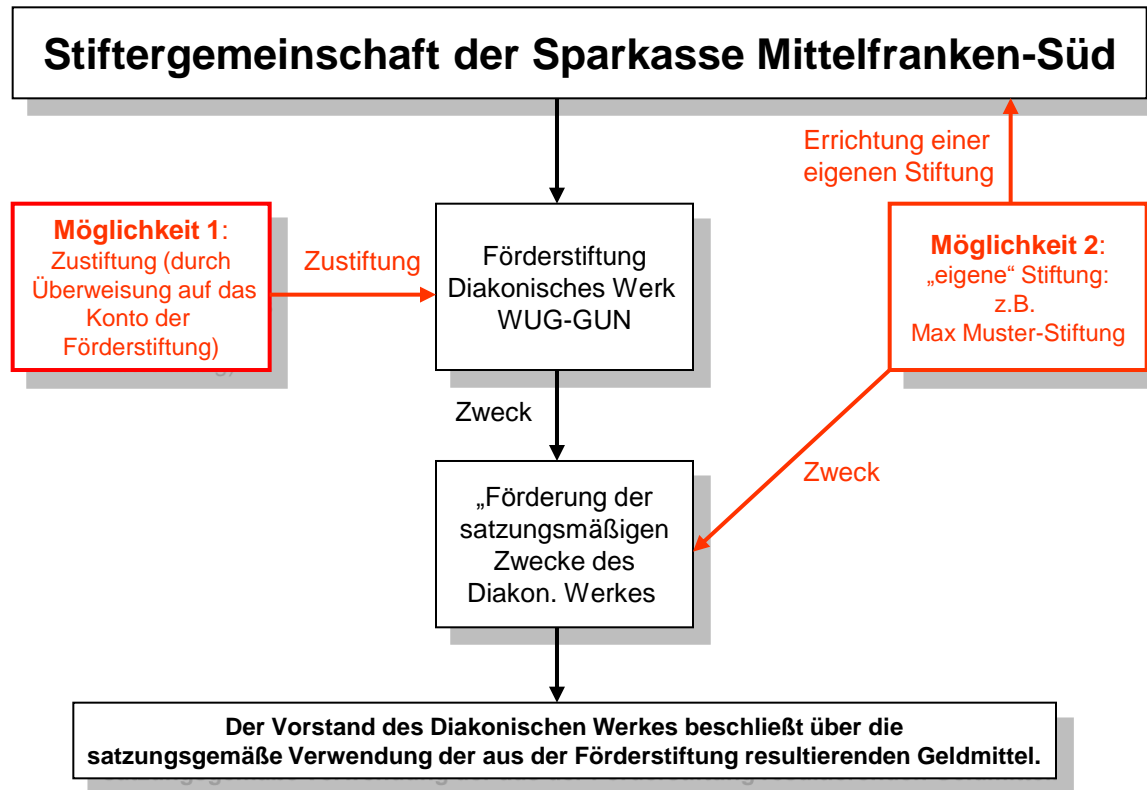 Stiftergemeinschaft der Sparkasse Mittelfranken-Süd
Errichtung einer
eigenen Stiftung
Möglichkeit 1:
Zustiftung (durch
Überweisung auf das
Konto der
Förderstiftung)
Zustiftung
Förderstiftung
Diakonisches Werk
WUG-GUN
Möglichkeit 2:
„eigene“ Stiftung:
z.B.
Max Muster-Stiftung
Zweck
Zweck
„Förderung der
satzungsmäßigen
Zwecke des
Diakon. Werkes
Der Vorstand des Diakonischen Werkes beschließt über die
satzungsgemäße Verwendung der aus der Förderstiftung resultierenden Geldmittel.